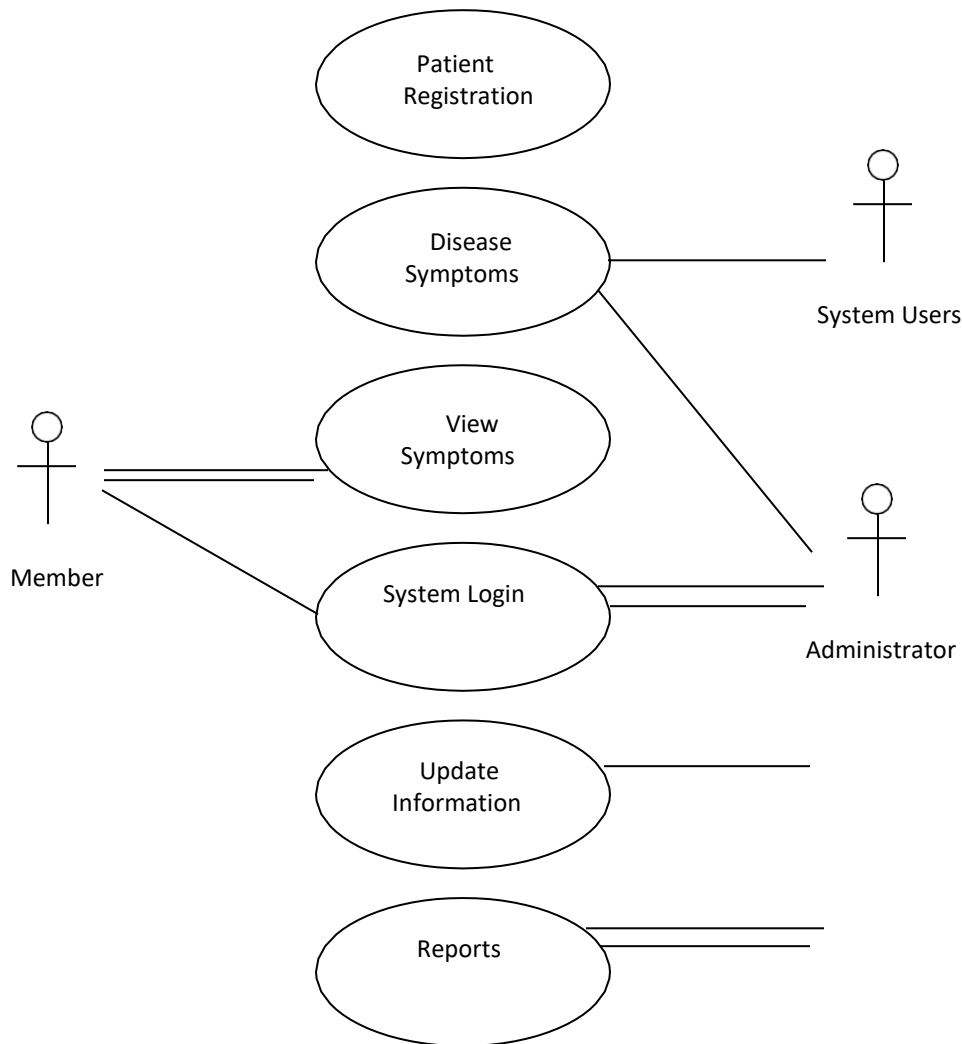 Patient
Registration
Disease
Symptoms
System Users
View
Symptoms
Member
System Login
Administrator
Update
Information
Reports